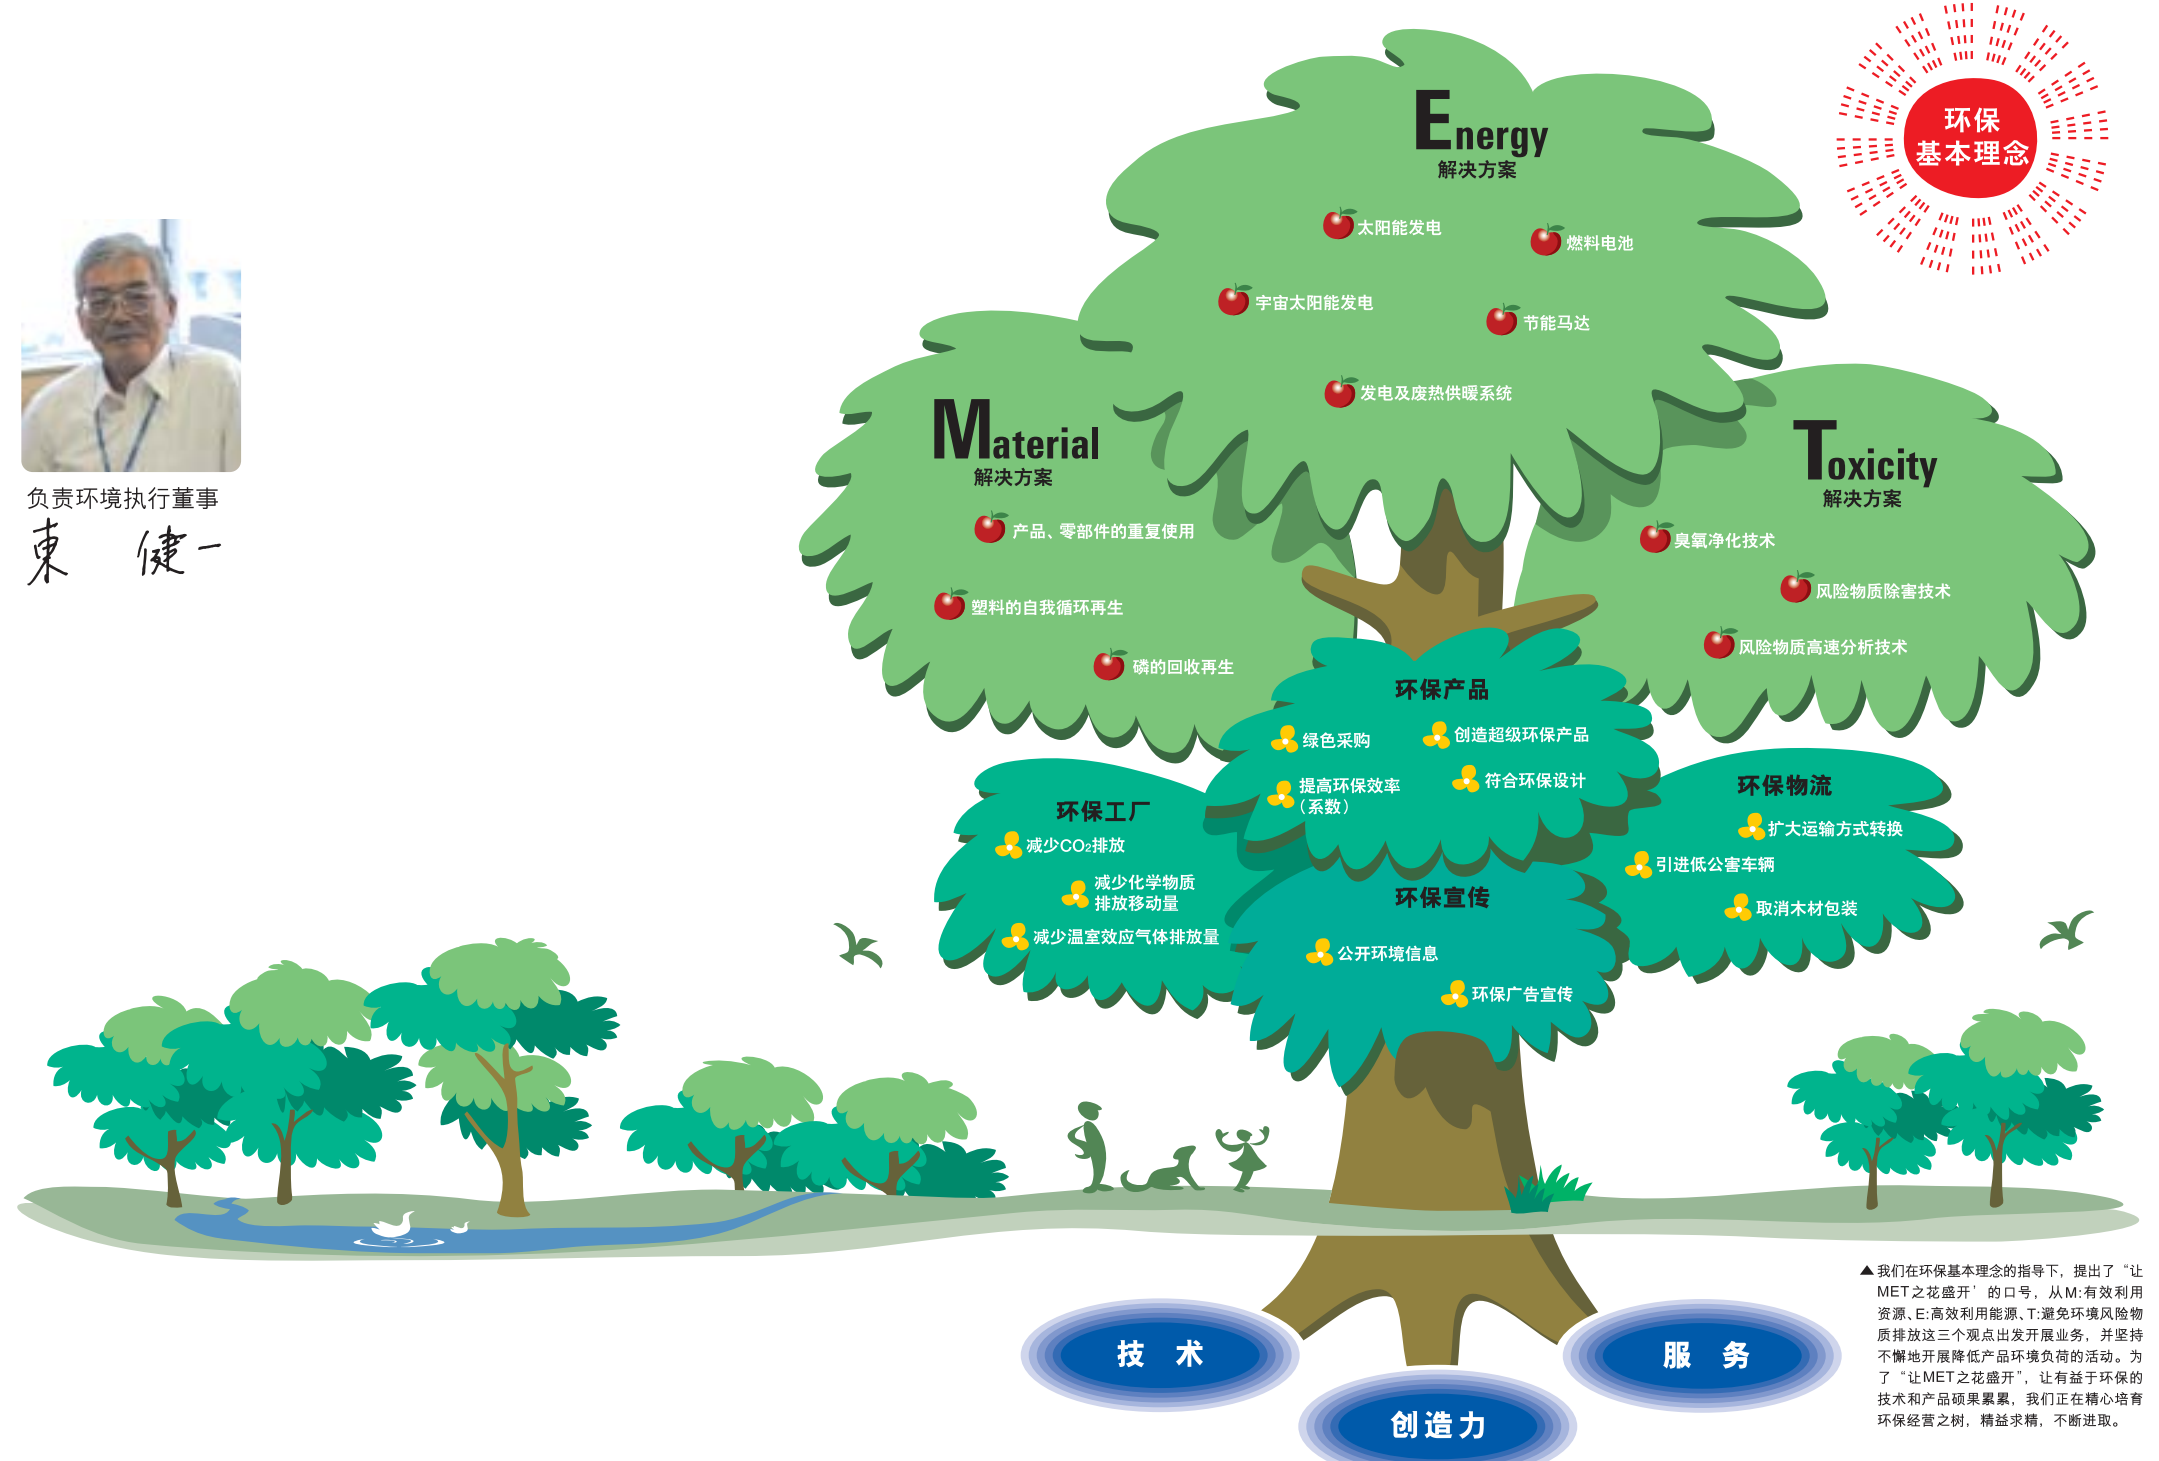 环保
基本理念
Energy
解决方案
太阳能发电
燃料电池
宇宙太阳能发电
节能马达
发电及废热供暖系统
Material
解决方案
产品、零部件的重复使用
塑料的自我循环再生
磷的回收再生
Toxicity
解决方案
臭氧净化技术
风险物质除害技术
风险物质高速分析技术
负责环境执行董事
東 健一
环保产品
绿色采购
创造超级环保产品
提高环保效率
（系数）
符合环保设计
环保工厂
减少CO₂排放
减少化学物质
排放移动量
减少温室效应气体排放量
环保物流
扩大运输方式转换
引进低公害车辆
取消木材包装
环保宣传
公开环境信息
环保广告宣传
技 术
创造力
服 务
▲我们在环保基本理念的指导下，提出了“让
MET之花盛开’的口号，从M:有效利用
资源、E:高效利用能源、T:避免环境风险物
质排放这三个观点出发开展业务，并坚持
不懈地开展降低产品环境负荷的活动。为
了“让MET之花盛开”，让有益于环保的
技术和产品硕果累累，我们正在精心培育
环保经营之树，精益求精，不断进取。